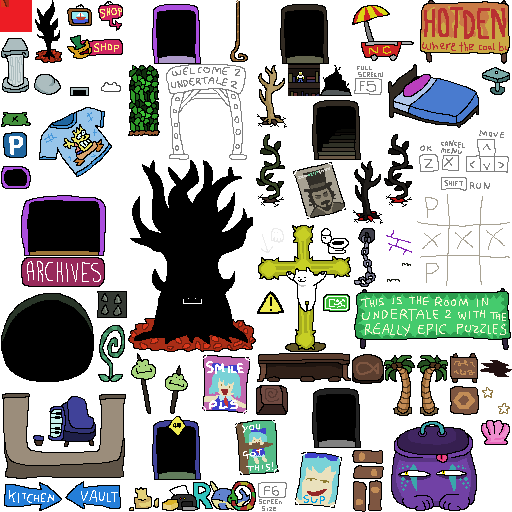 SHOP
SHOP
N.C.
HOTDEN
where the cool bu
WELCOME 2
UNDERTALE 2
FULL
SCREEN
F5
P
OK
Z
CANCEL
MENU
X
MOVE
^
< v >
SHIFT RUN
P
X X X
P
ARCHIVES
THIS IS THE ROOM IN
UNDERTALE 2 WITH THE
REALLY EPIC PUZZLES
SMILE
PLS
YOU
GOT
THIS!
KITCHEN
VAULT
F6
SCREEN
SIZE
SUP